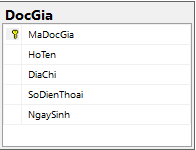 DocGia
MaDocGia
HoTen
DiaChi
SoDienThoai
NgaySinh